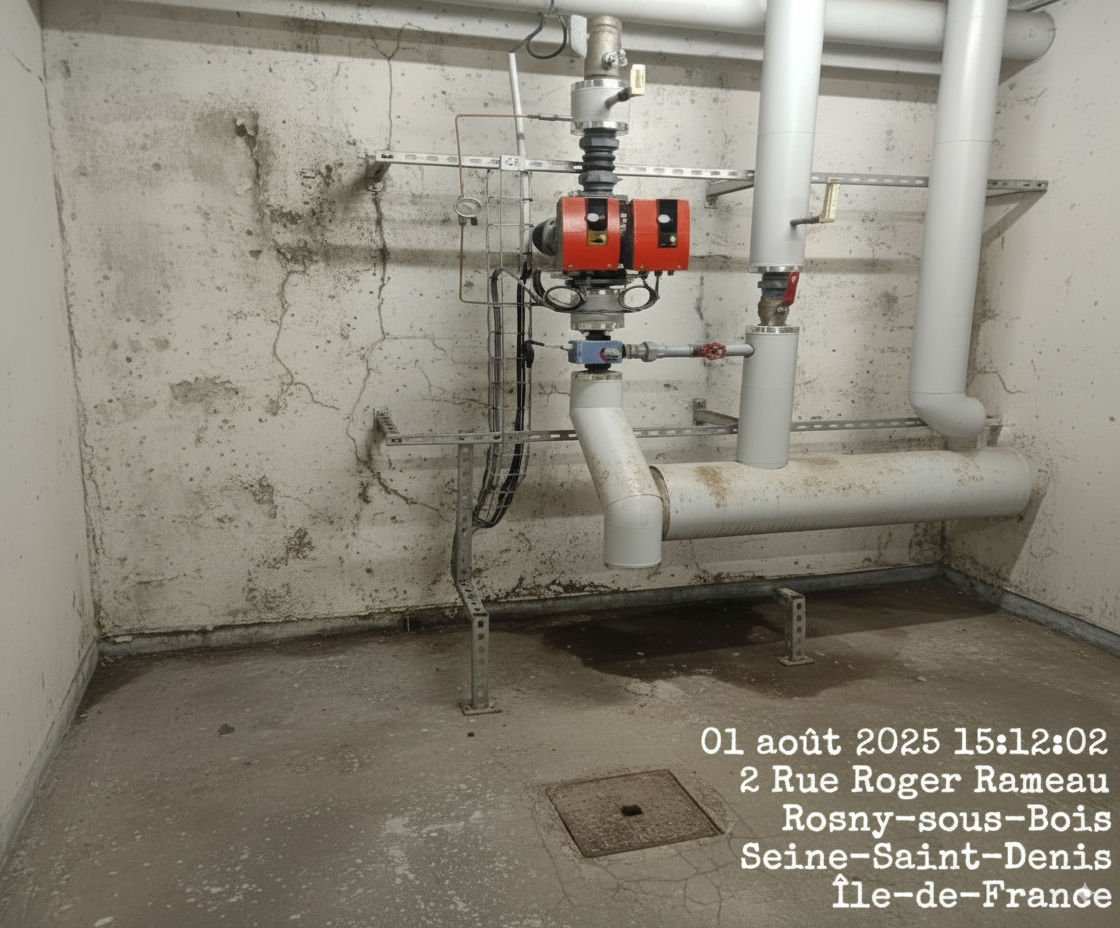 01 août 2025 15:12:02
2 Rue Roger Rameau
Rosny-sous-Bois
Seine-Saint-Denis
Île-de-France